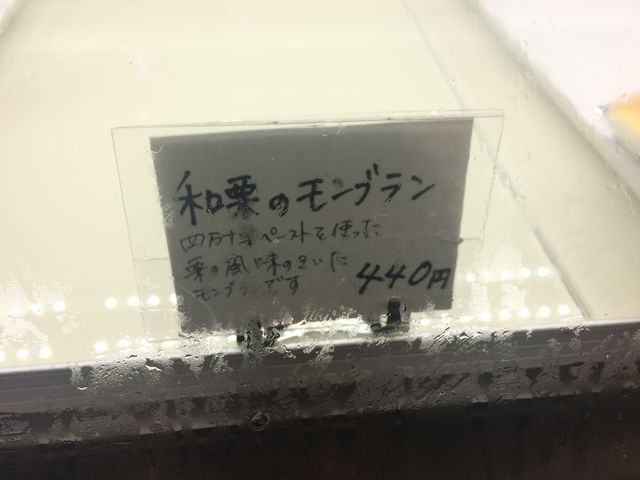 和栗のモンブラン
四万十栗ペーストを使った
栗の風味のきいた
モンブランです
440円